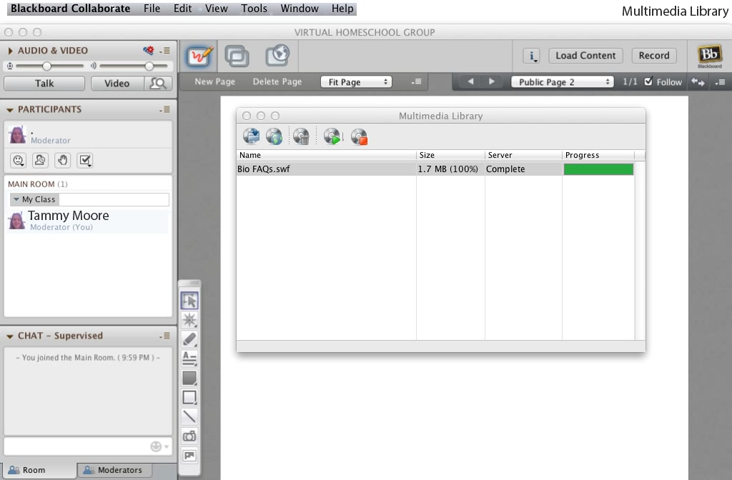 Blackboard Collaborate File Edit View Tools Window Help
Multimedia Library
VIRTUAL HOMESCHOOL GROUP
AUDIO & VIDEO
Talk Video
Load Content Record
Bb
Blackboard
New Page Delete Page Fit Page Public Page 2 1/1 Follow
PARTICIPANTS
-
Moderator
MAIN ROOM (1)
My Class
Tammy Moore
Moderator (You)
Multimedia Library
Name Size Server Progress
Bio FAQs.swf 1.7 MB (100%) Complete
CHAT - Supervised
- You joined the Main Room. ( 9:59 PM ) -
Room Moderators